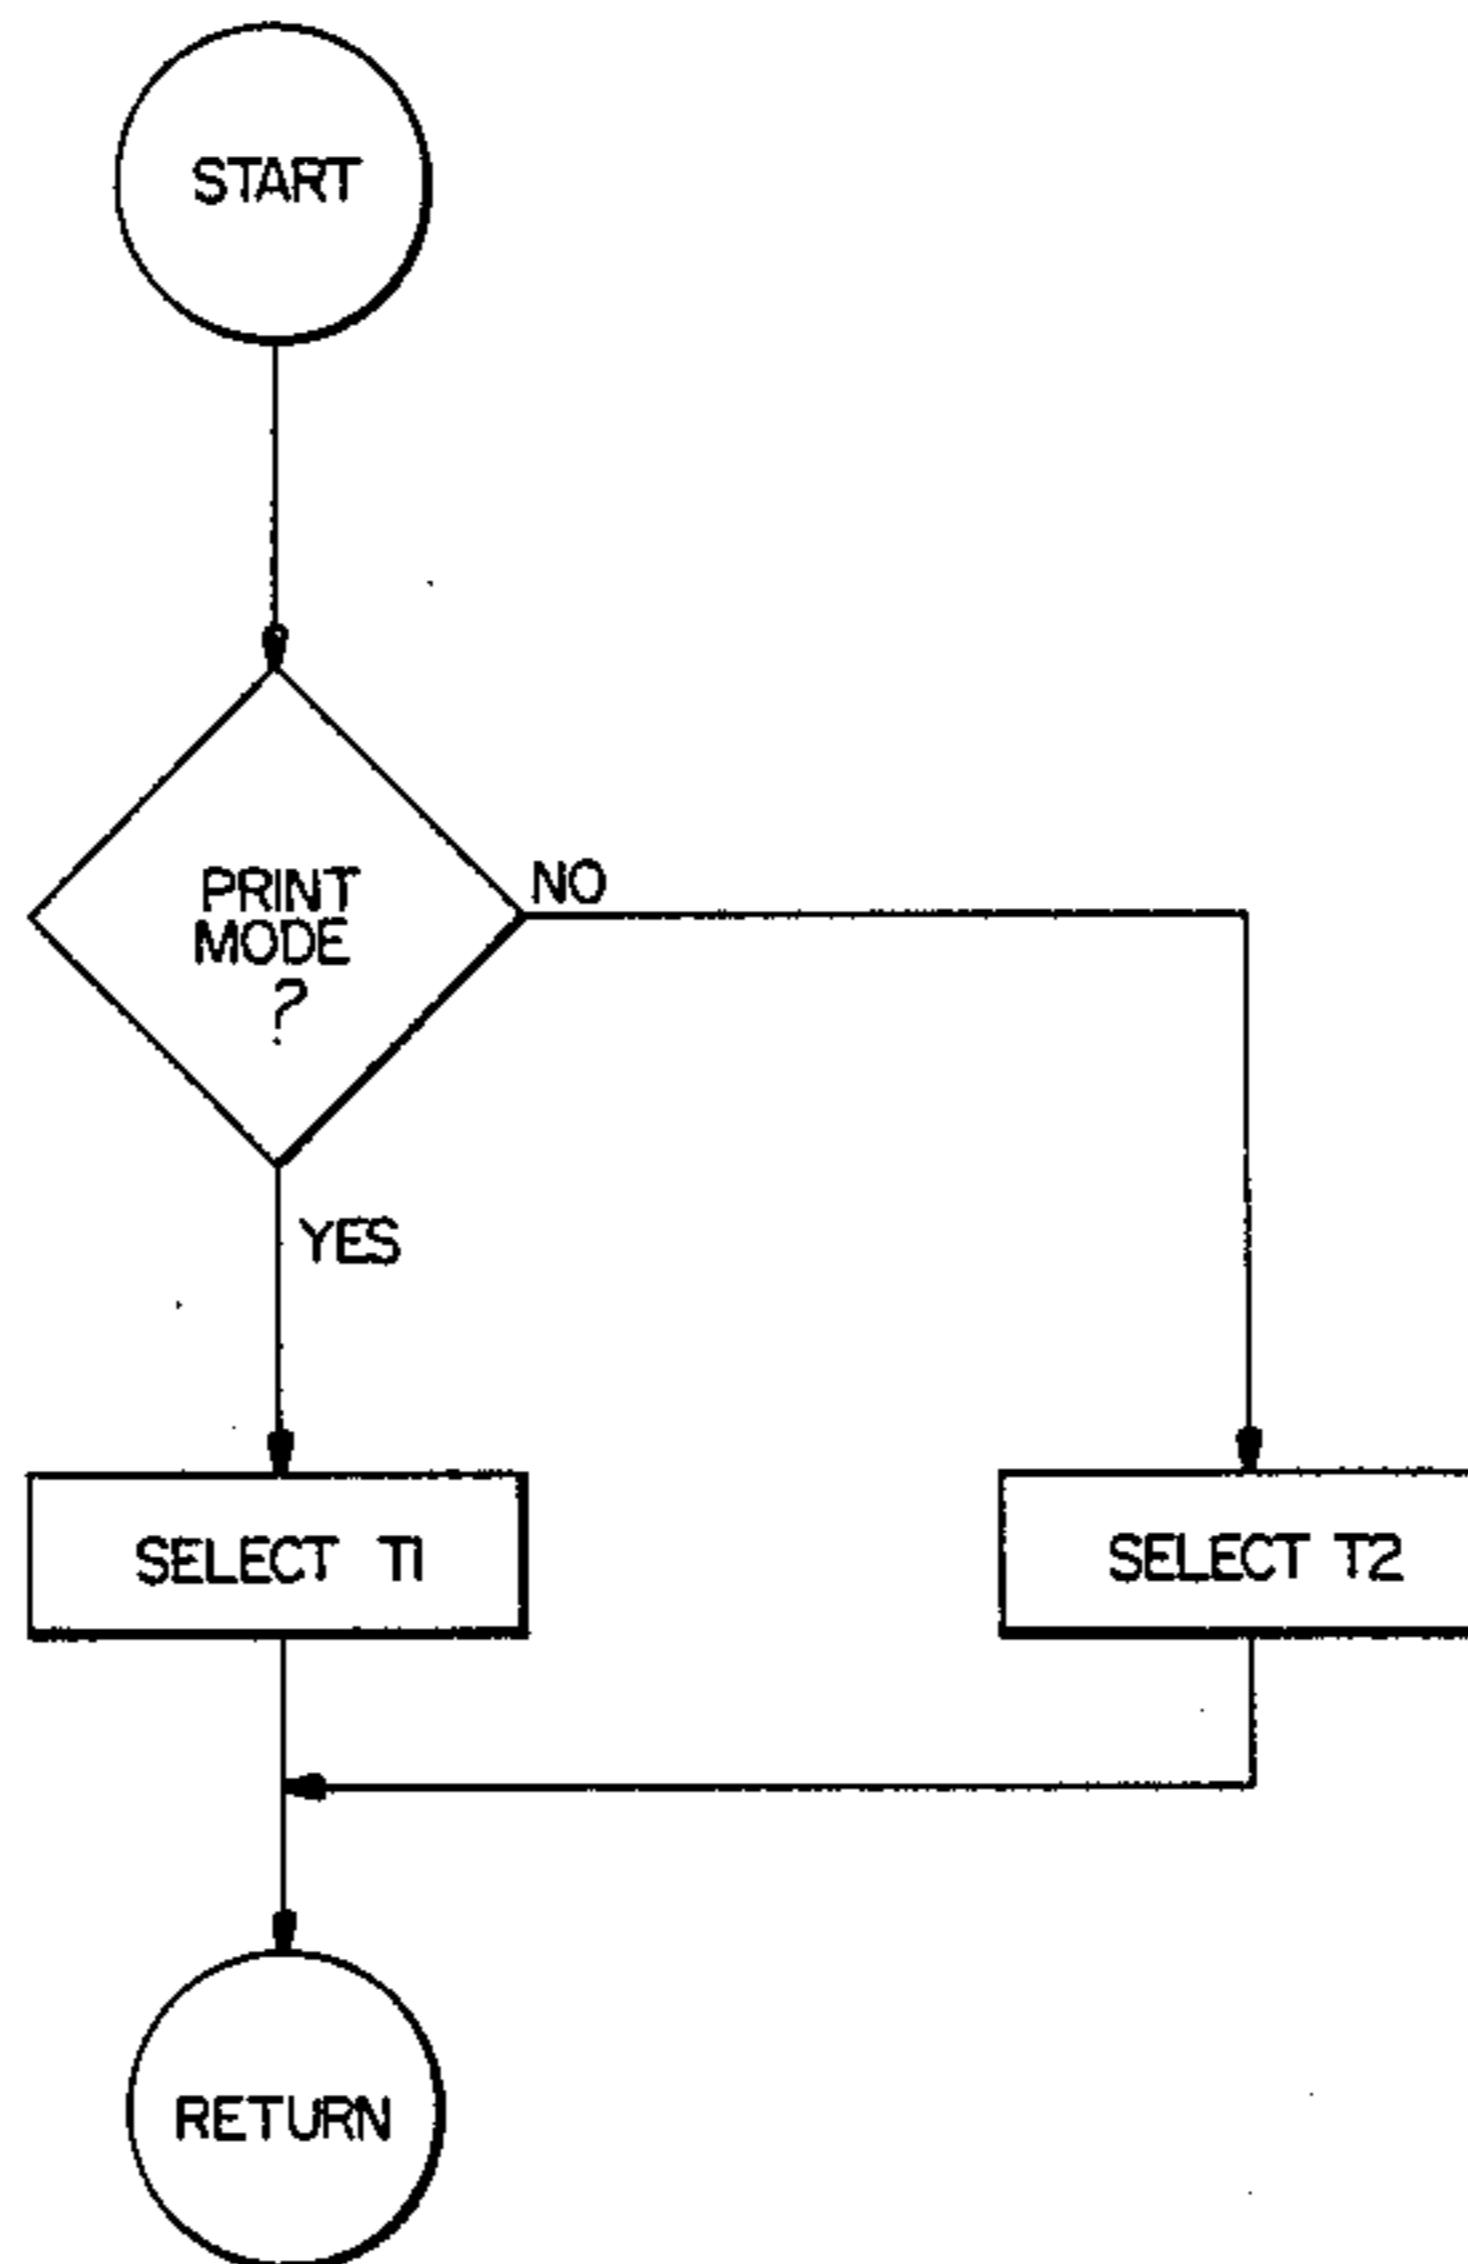 START
PRINT
MODE
?
NO
YES
SELECT T1
SELECT T2
RETURN